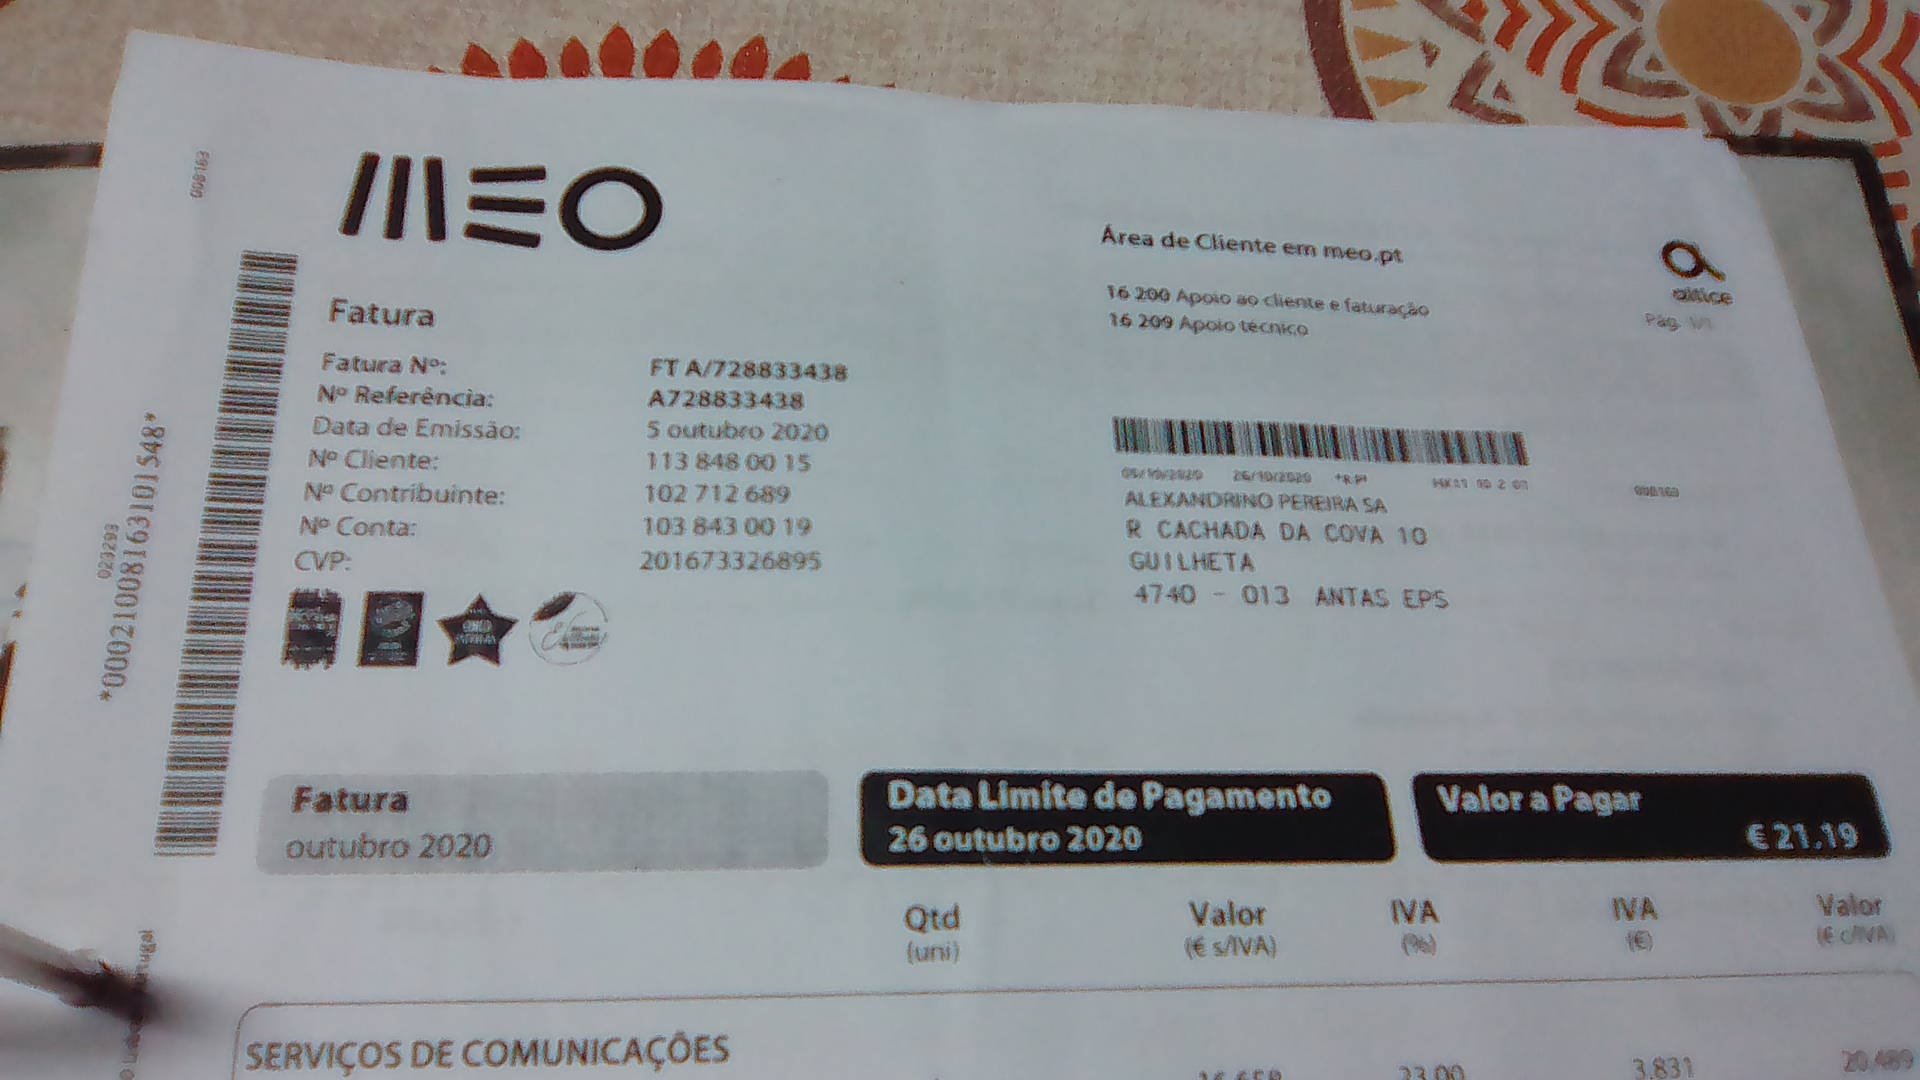 008163
MEO
Área de Cliente em meo.pt
altice
16 200 Apoio ao cliente e faturação
16 209 Apoio técnico
Pág. 1/1
Fatura
Fatura Nº: FT A/728833438
Nº Referência: A728833438
Data de Emissão: 5 outubro 2020
Nº Cliente: 113 848 00 15
Nº Contribuinte: 102 712 689
Nº Conta: 103 843 00 19
CVP: 201673326895
05/10/2020 26/10/2020
008163
ALEXANDRINO PEREIRA SA
R CACHADA DA COVA 10
GUILHETA
4740 - 013 ANTAS EPS
023293
*00021008163101548*
Fatura
outubro 2020
Data Limite de Pagamento
26 outubro 2020
Valor a Pagar
€ 21,19
Qtd Valor IVA IVA Valor
(uni) (€ s/IVA) (%) (€) (€ c/IVA)
SERVIÇOS DE COMUNICAÇÕES 23,00 3,831 20,489